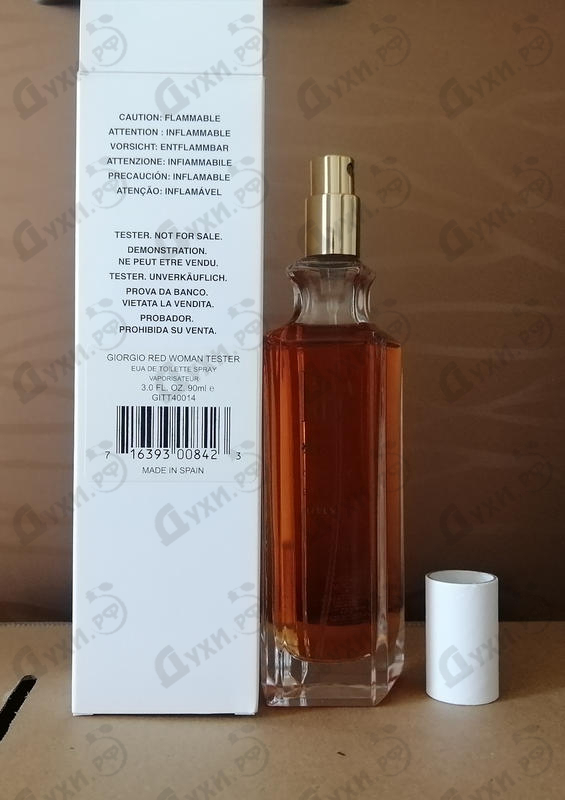 CAUTION: FLAMMABLE
ATTENTION : INFLAMMABLE
VORSICHT: ENTFLAMMBAR
ATTENZIONE: INFIAMMABILE
PRECAUCIÓN: INFLAMABLE
ATENÇÃO: INFLAMÁVEL
TESTER. NOT FOR SALE.
DEMONSTRATION.
NE PEUT ETRE VENDU.
TESTER. UNVERKÄUFLICH.
PROVA DA BANCO.
VIETATA LA VENDITA.
PROBADOR.
PROHIBIDA SU VENTA.
GIORGIO RED WOMAN TESTER
EUA DE TOILETTE SPRAY
VAPORISATEUR
3.0 FL. OZ. 90ml e
GITT40014
7 16393 00842 3
MADE IN SPAIN
Духи.РФ